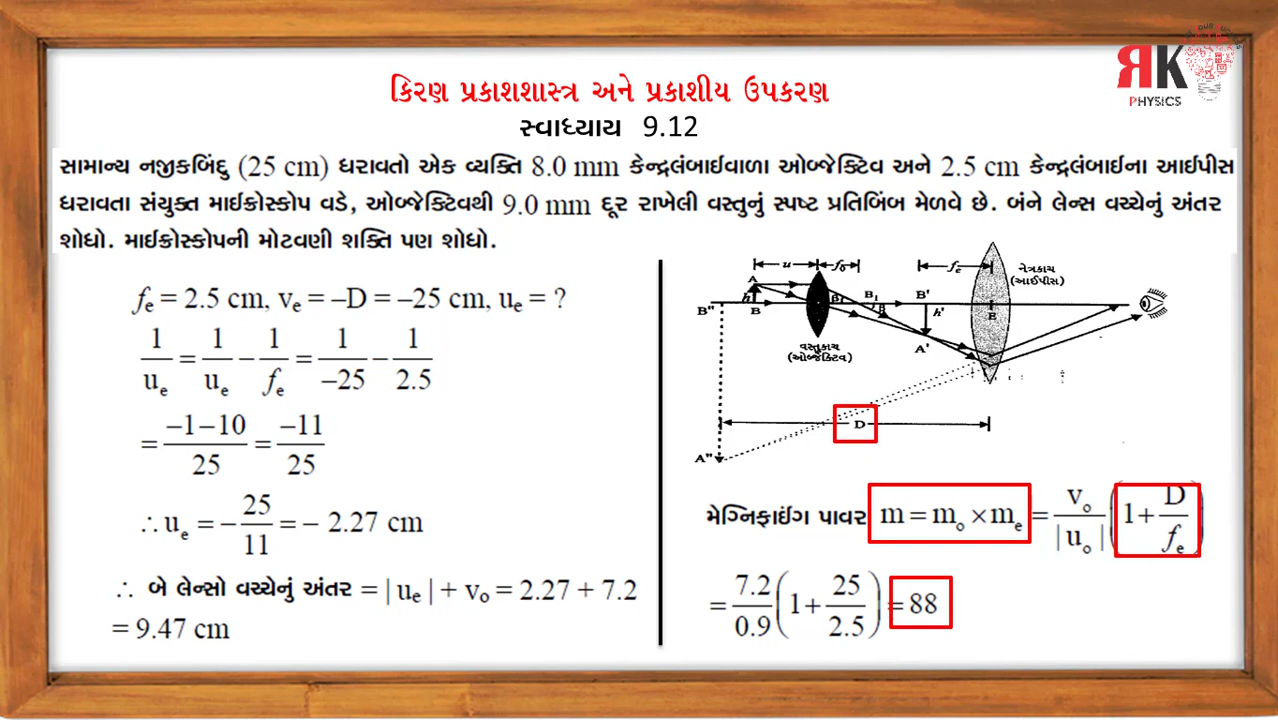 RK
PHYSICS
કિરણ પ્રકાશશાસ્ત્ર અને પ્રકાશીય ઉપકરણ
સ્વાધ્યાય 9.12
સામાન્ય નજીકબિંદુ (25 cm) ધરાવતો એક વ્યક્તિ 8.0 mm કેન્દ્રલંબાઈવાળા ઓબ્જેક્ટિવ અને 2.5 cm કેન્દ્રલંબાઈના આઈપીસ
ધરાવતા સંયુક્ત માઈક્રોસ્કોપ વડે, ઓબ્જેક્ટિવથી 9.0 mm દૂર રાખેલી વસ્તુનું સ્પષ્ટ પ્રતિબિંબ મેળવે છે. બંને લેન્સ વચ્ચેનું અંતર
શોધો. માઈક્રોસ્કોપની મોટવણી શક્તિ પણ શોધો.
fe = 2.5 cm, ve = –D = –25 cm, ue = ?
1/ue = 1/ue − 1/fe = 1/–25 − 1/2.5
= –1–10/25 = –11/25
∴ ue = − 25/11 = − 2.27 cm
∴ બે લેન્સો વચ્ચેનું અંતર = | ue | + vo = 2.27 + 7.2
= 9.47 cm
u fo fe
નેત્રકાચ
(આઈપીસ)
A B1 B'
h h'
B" B E
A'
વસ્તુકાચ
(ઓબ્જેક્ટિવ)
D
A"
મેગ્નિફાઈંગ પાવર m = mo × me = vo/| uo | (1 + D/fe)
= 7.2/0.9 (1 + 25/2.5) = 88